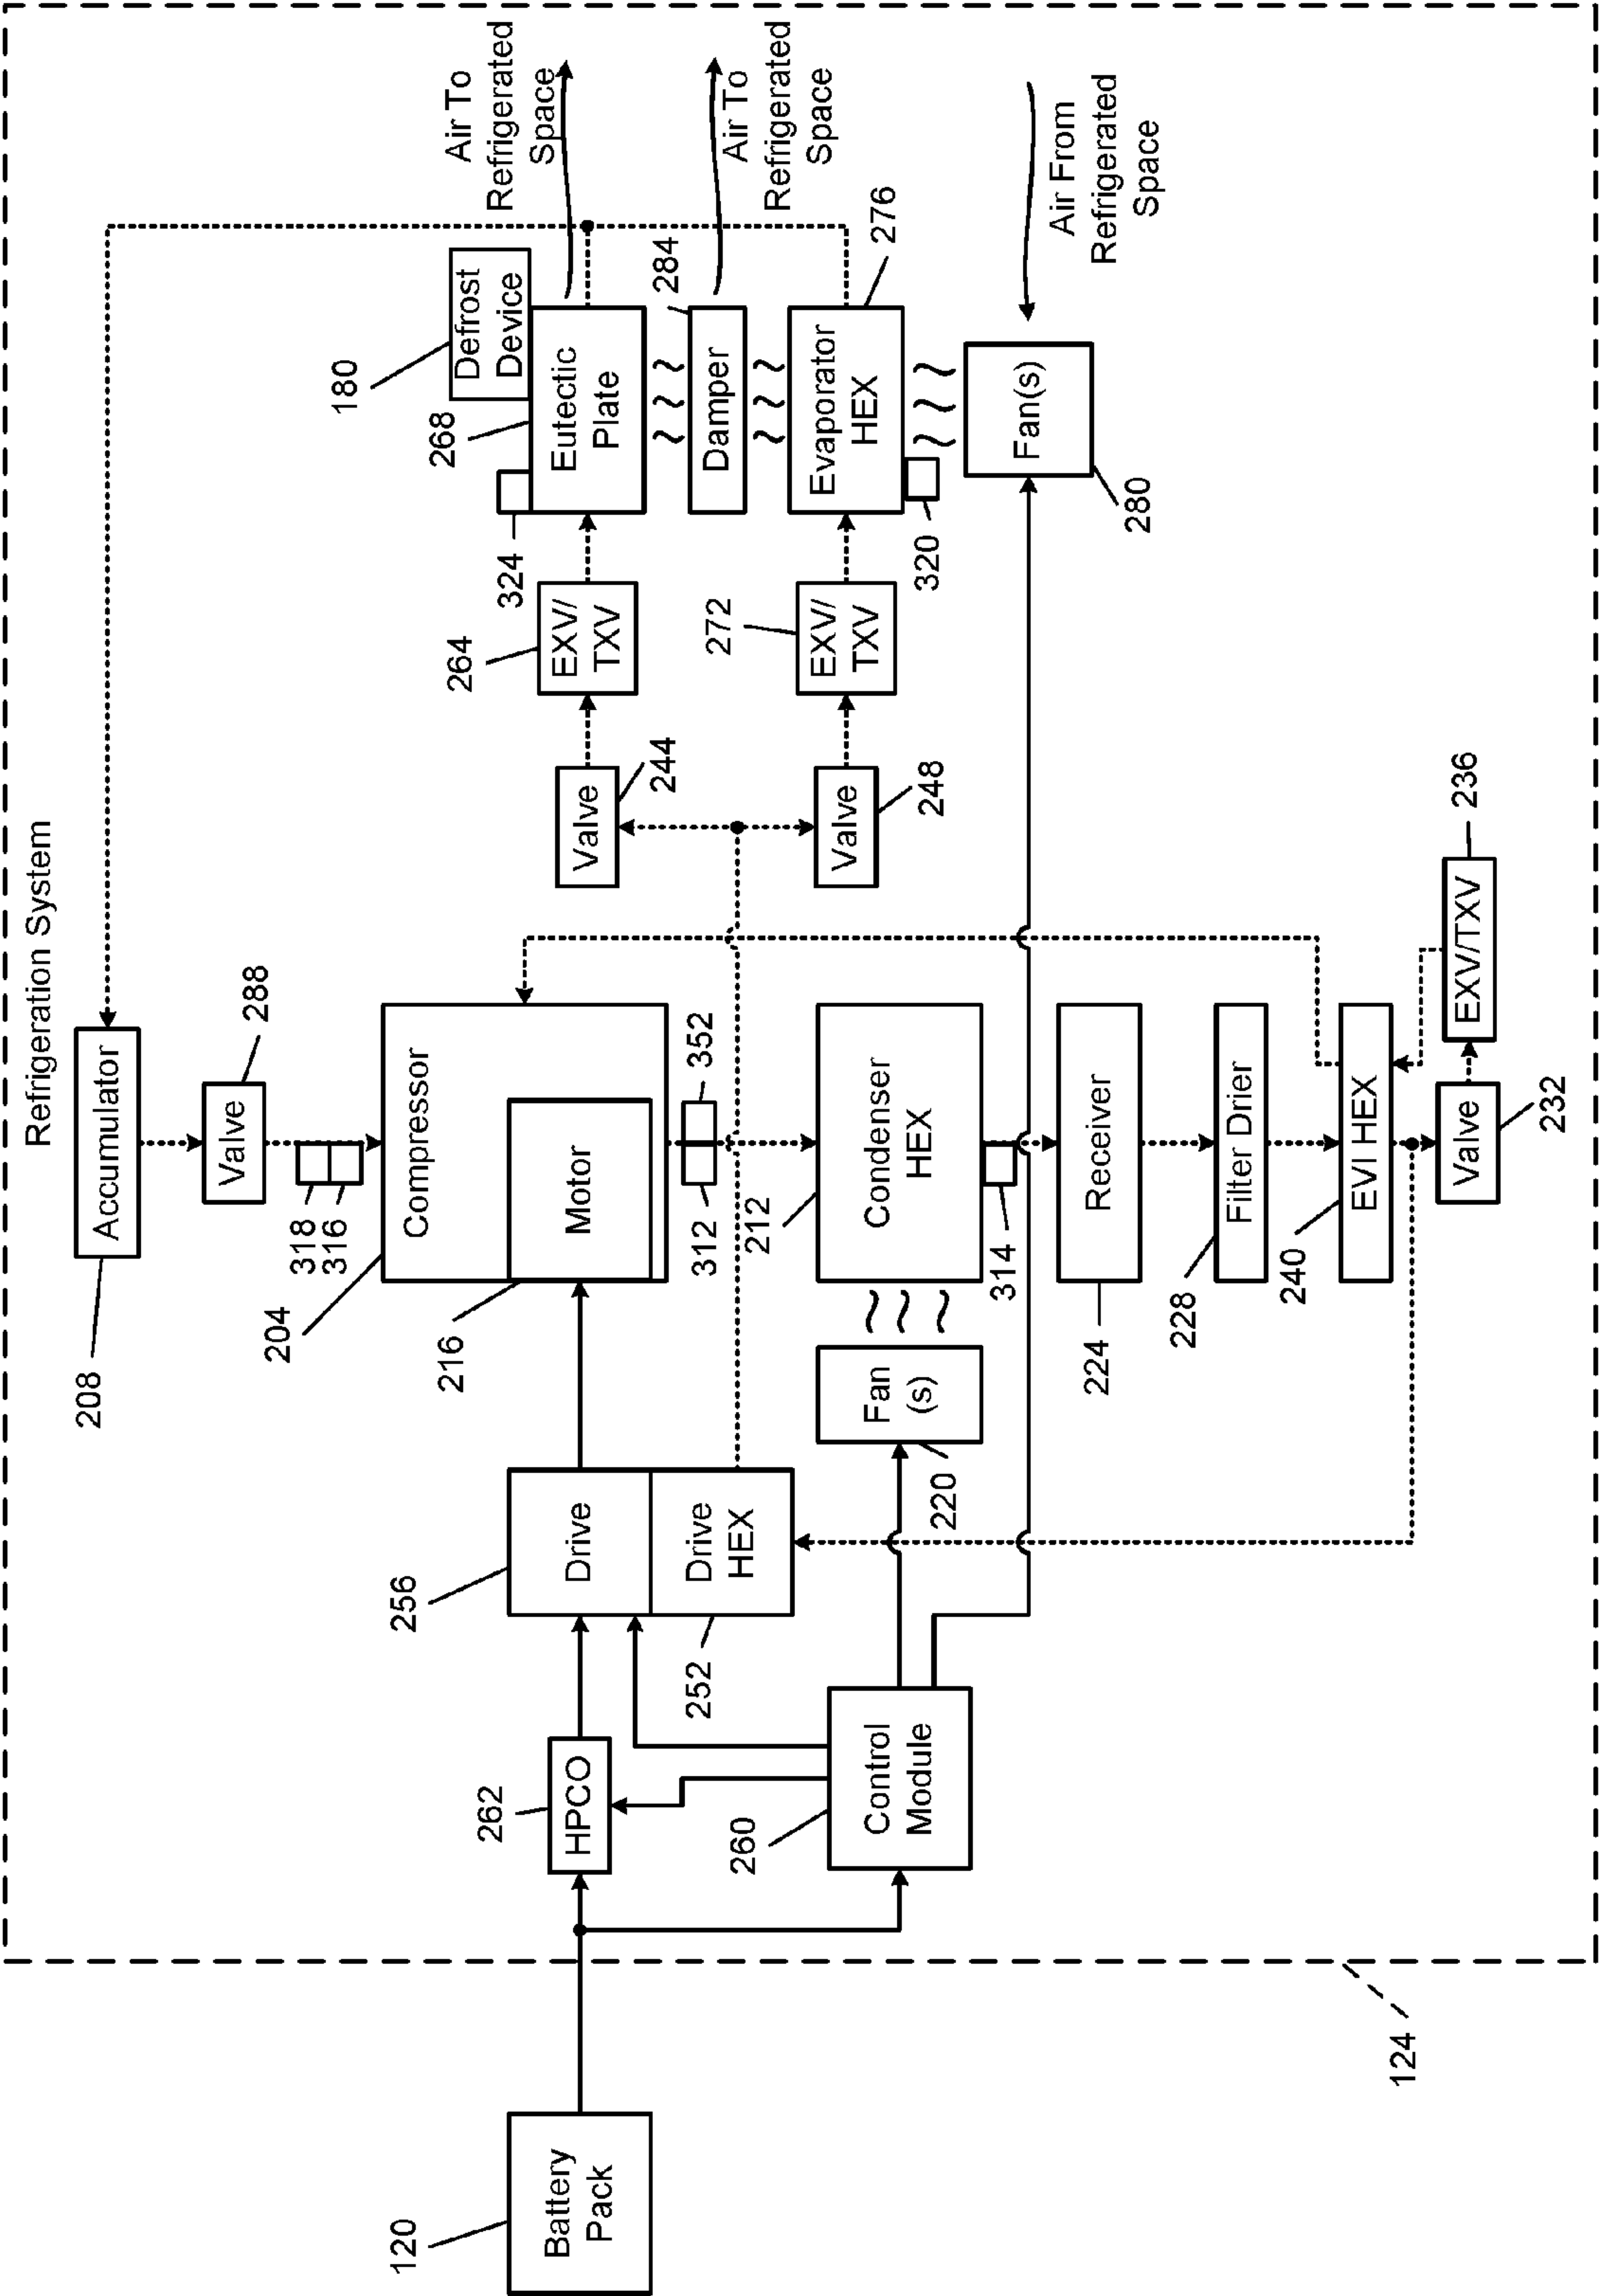 Refrigeration System
208
Accumulator
Valve
288
318
316
204
Compressor
216
Motor
312
352
212
Condenser
HEX
314
Fan
(s)
220
224
Receiver
228
Filter Drier
240
EVI HEX
Valve
232
EXV/TXV
236
120
Battery
Pack
124
262
HPCO
260
Control
Module
256
Drive
252
Drive
HEX
Valve
244
Valve
248
264
EXV/
TXV
272
EXV/
TXV
324
268
Eutectic
Plate
180
Defrost
Device
Damper
284
Evaporator
HEX
276
320
Fan(s)
280
Air To
Refrigerated
Space
Air To
Refrigerated
Space
Air From
Refrigerated
Space